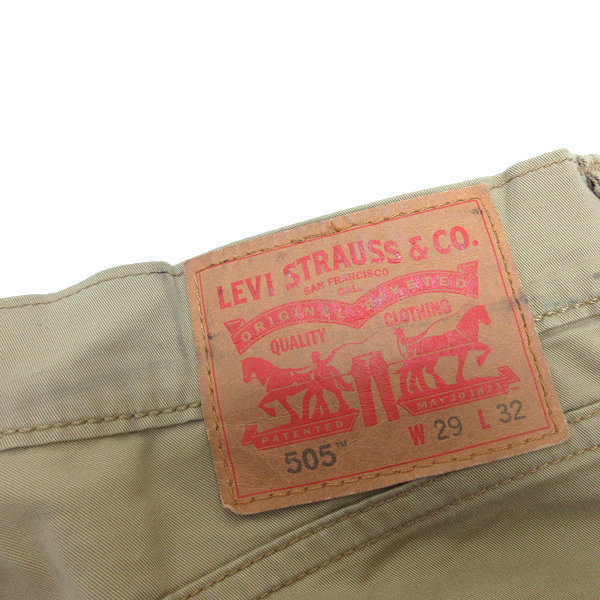 LEVI STRAUSS & CO.
SAN FRANCISCO
CAL.
ORIGINAL RIVETED
QUALITY CLOTHING
PATENTED MAY 20 1873
505™ W 29 L 32